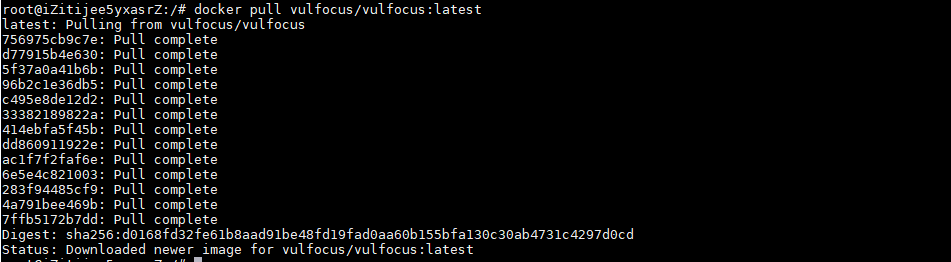 root@iZitijee5yxasrZ:/# docker pull vulfocus/vulfocus:latest
latest: Pulling from vulfocus/vulfocus
756975cb9c7e: Pull complete
d77915b4e630: Pull complete
5f37a0a41b6b: Pull complete
96b2c1e36db5: Pull complete
c495e8de12d2: Pull complete
33382189822a: Pull complete
414ebfa5f45b: Pull complete
dd860911922e: Pull complete
ac1f7f2faf6e: Pull complete
6e5e4c821003: Pull complete
283f94485cf9: Pull complete
4a791bee469b: Pull complete
7ffb5172b7dd: Pull complete
Digest: sha256:d0168fd32fe61b8aad91be48fd19fad0aa60b155bfa130c30ab4731c4297d0cd
Status: Downloaded newer image for vulfocus/vulfocus:latest
root@iZitijee5yxasrZ:/#